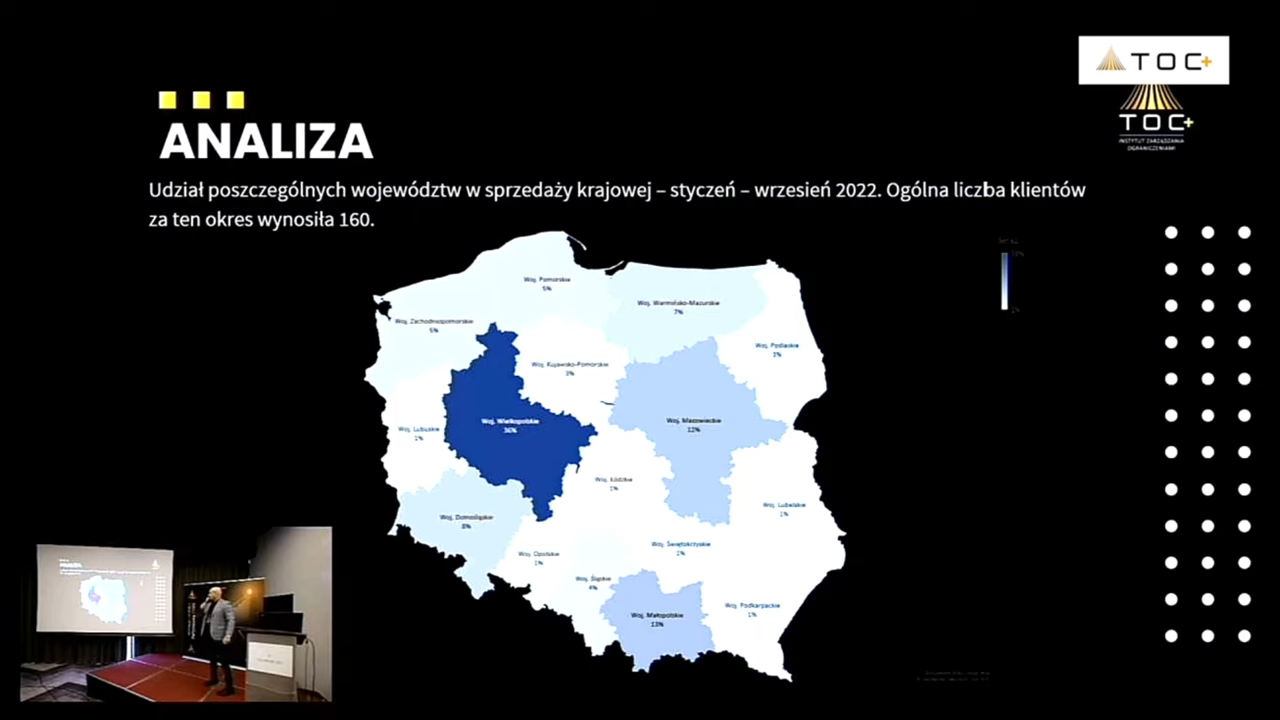 TOC+
TOC+
INSTYTUT ZARZĄDZANIA
OGRANICZENIAMI
ANALIZA
Udział poszczególnych województw w sprzedaży krajowej – styczeń – wrzesień 2022. Ogólna liczba klientów
za ten okres wynosiła 160.
Woj. Pomorskie
5%
Woj. Warmińsko-Mazurskie
7%
Woj. Zachodniopomorskie
5%
Woj. Podlaskie
3%
Woj. Kujawsko-Pomorskie
3%
Woj. Wielkopolskie
36%
Woj. Mazowieckie
12%
Woj. Lubuskie
1%
Woj. Łódzkie
1%
Woj. Lubelskie
1%
Woj. Dolnośląskie
8%
Woj. Świętokrzyskie
1%
Woj. Opolskie
1%
Woj. Śląskie
4%
Woj. Podkarpackie
1%
Woj. Małopolskie
13%